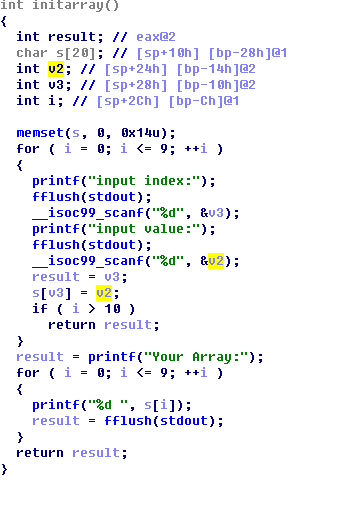 int initarray()
{
int result; // eax@2
char s[20]; // [sp+10h] [bp-28h]@1
int v2; // [sp+24h] [bp-14h]@2
int v3; // [sp+28h] [bp-10h]@2
int i; // [sp+2Ch] [bp-Ch]@1
memset(s, 0, 0x14u);
for ( i = 0; i <= 9; ++i )
{
printf("input index:");
fflush(stdout);
__isoc99_scanf("%d", &v3);
printf("input value:");
fflush(stdout);
__isoc99_scanf("%d", &v2);
result = v3;
s[v3] = v2;
if ( i > 10 )
return result;
}
result = printf("Your Array:");
for ( i = 0; i <= 9; ++i )
{
printf("%d ", s[i]);
result = fflush(stdout);
}
return result;
}